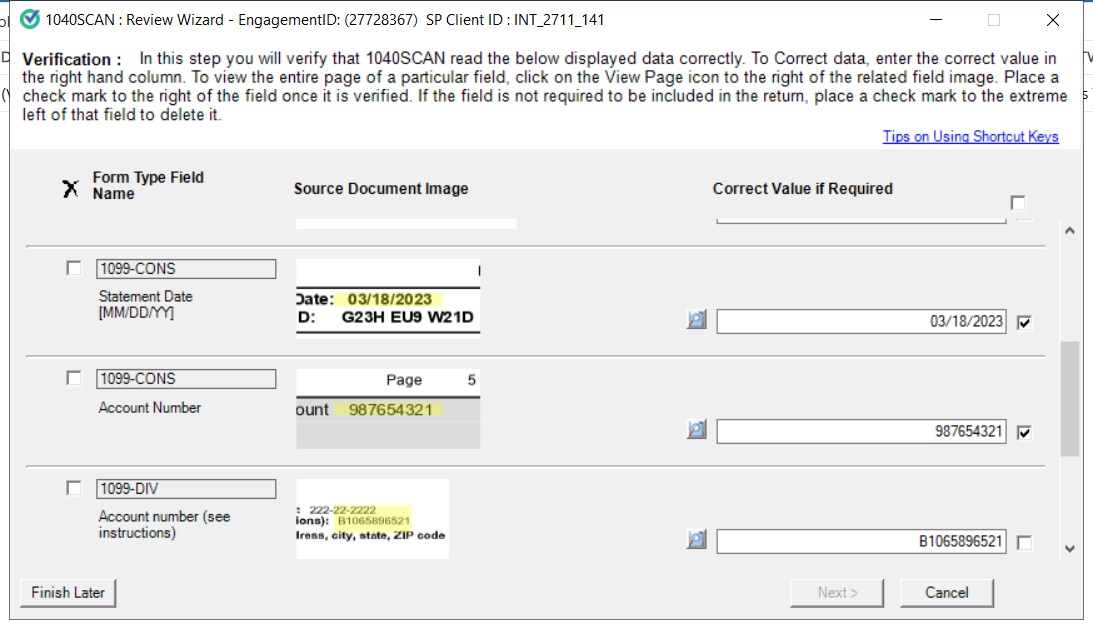 1040SCAN : Review Wizard - EngagementID: (27728367)  SP Client ID : INT_2711_141
Verification :   In this step you will verify that 1040SCAN read the below displayed data correctly. To Correct data, enter the correct value in
the right hand column. To view the entire page of a particular field, click on the View Page icon to the right of the related field image. Place a
check mark to the right of the field once it is verified. If the field is not required to be included in the return, place a check mark to the extreme
left of that field to delete it.
Tips on Using Shortcut Keys
Form Type Field
Name
Source Document Image
Correct Value if Required
1099-CONS
Statement Date
[MM/DD/YY]
Date: 03/18/2023
D: G23H EU9 W21D
03/18/2023
1099-CONS
Account Number
Page 5
ount 987654321
987654321
1099-DIV
Account number (see
instructions)
: 222-22-2222
ions): B1065896521
dress, city, state, ZIP code
B1065896521
Finish Later
Next >
Cancel